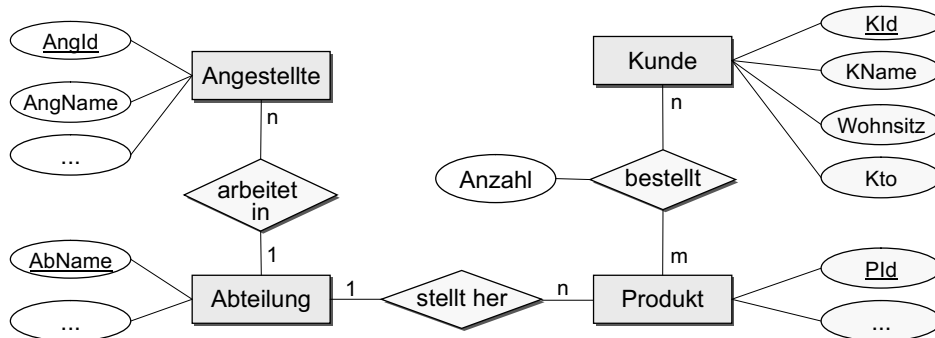 AngId
KId
Angestellte
Kunde
AngName
KName
n
n
...
Wohnsitz
arbeitet
in
Anzahl
bestellt
Kto
1
m
AbName
PId
Abteilung
1
stellt her
n
Produkt
...
...